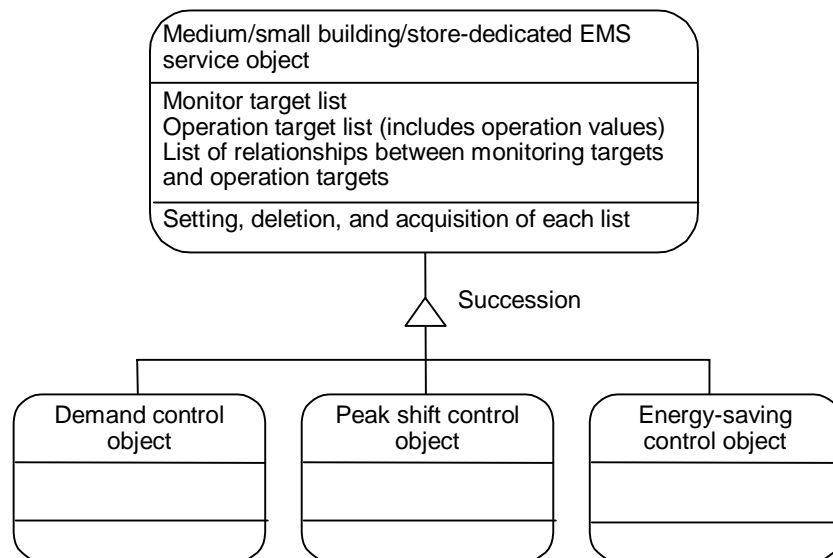 Medium/small building/store-dedicated EMS
service object
Monitor target list
Operation target list (includes operation values)
List of relationships between monitoring targets
and operation targets
Setting, deletion, and acquisition of each list
Succession
Demand control
object
Peak shift control
object
Energy-saving
control object